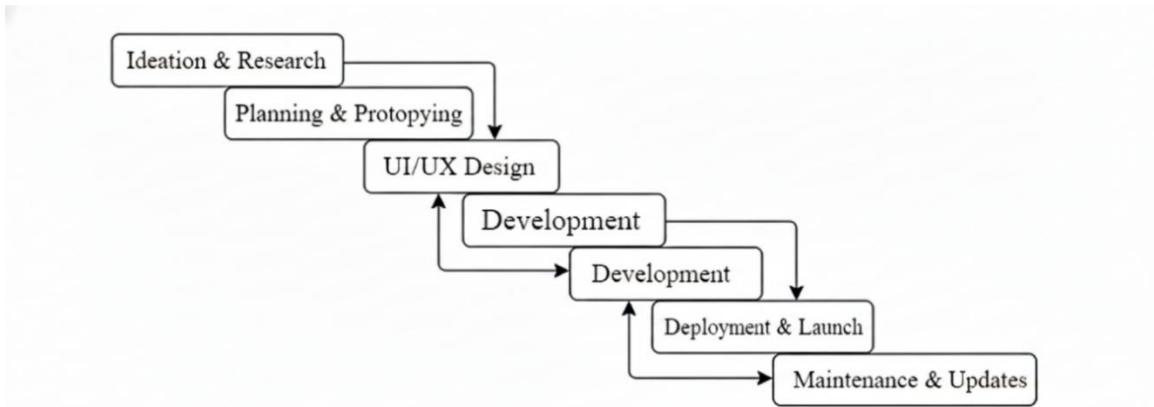 Ideation & Research
Planning & Protopying
UI/UX Design
Development
Development
Deployment & Launch
Maintenance & Updates